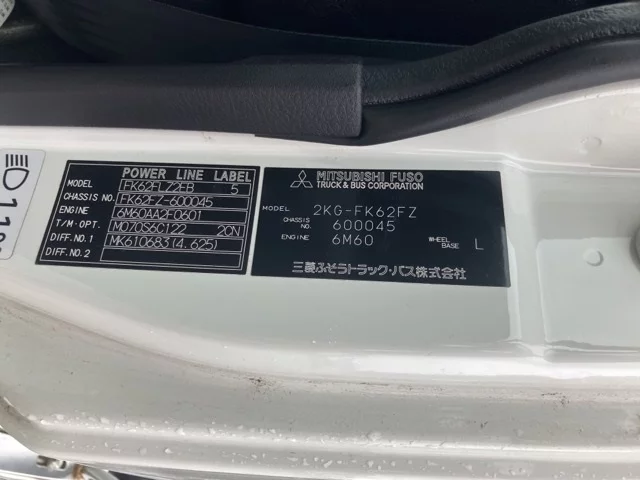 POWER LINE LABEL
MODEL FK62FLZ2EB 5
CHASSIS NO. FK62FZ-600045
ENGINE 6M60AA2F0601
T/M·OPT. M070S6C122 20N
DIFF. NO.1 MK610683(4.625)
DIFF. NO.2
MITSUBISHI FUSO
TRUCK & BUS CORPORATION
MODEL 2KG-FK62FZ
CHASSIS NO. 600045
ENGINE 6M60 WHEEL BASE L
三菱ふそうトラック・バス株式会社